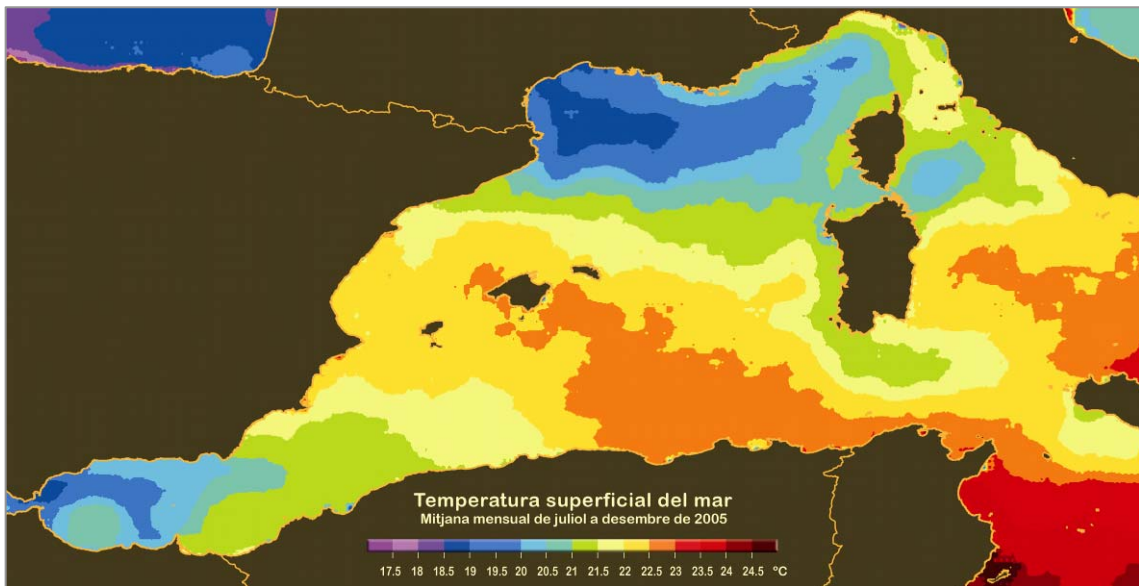 Temperatura superficial del mar
Mitjana mensual de juliol a desembre de 2005
17.5 18 18.5 19 19.5 20 20.5 21 21.5 22 22.5 23 23.5 24 24.5 °C